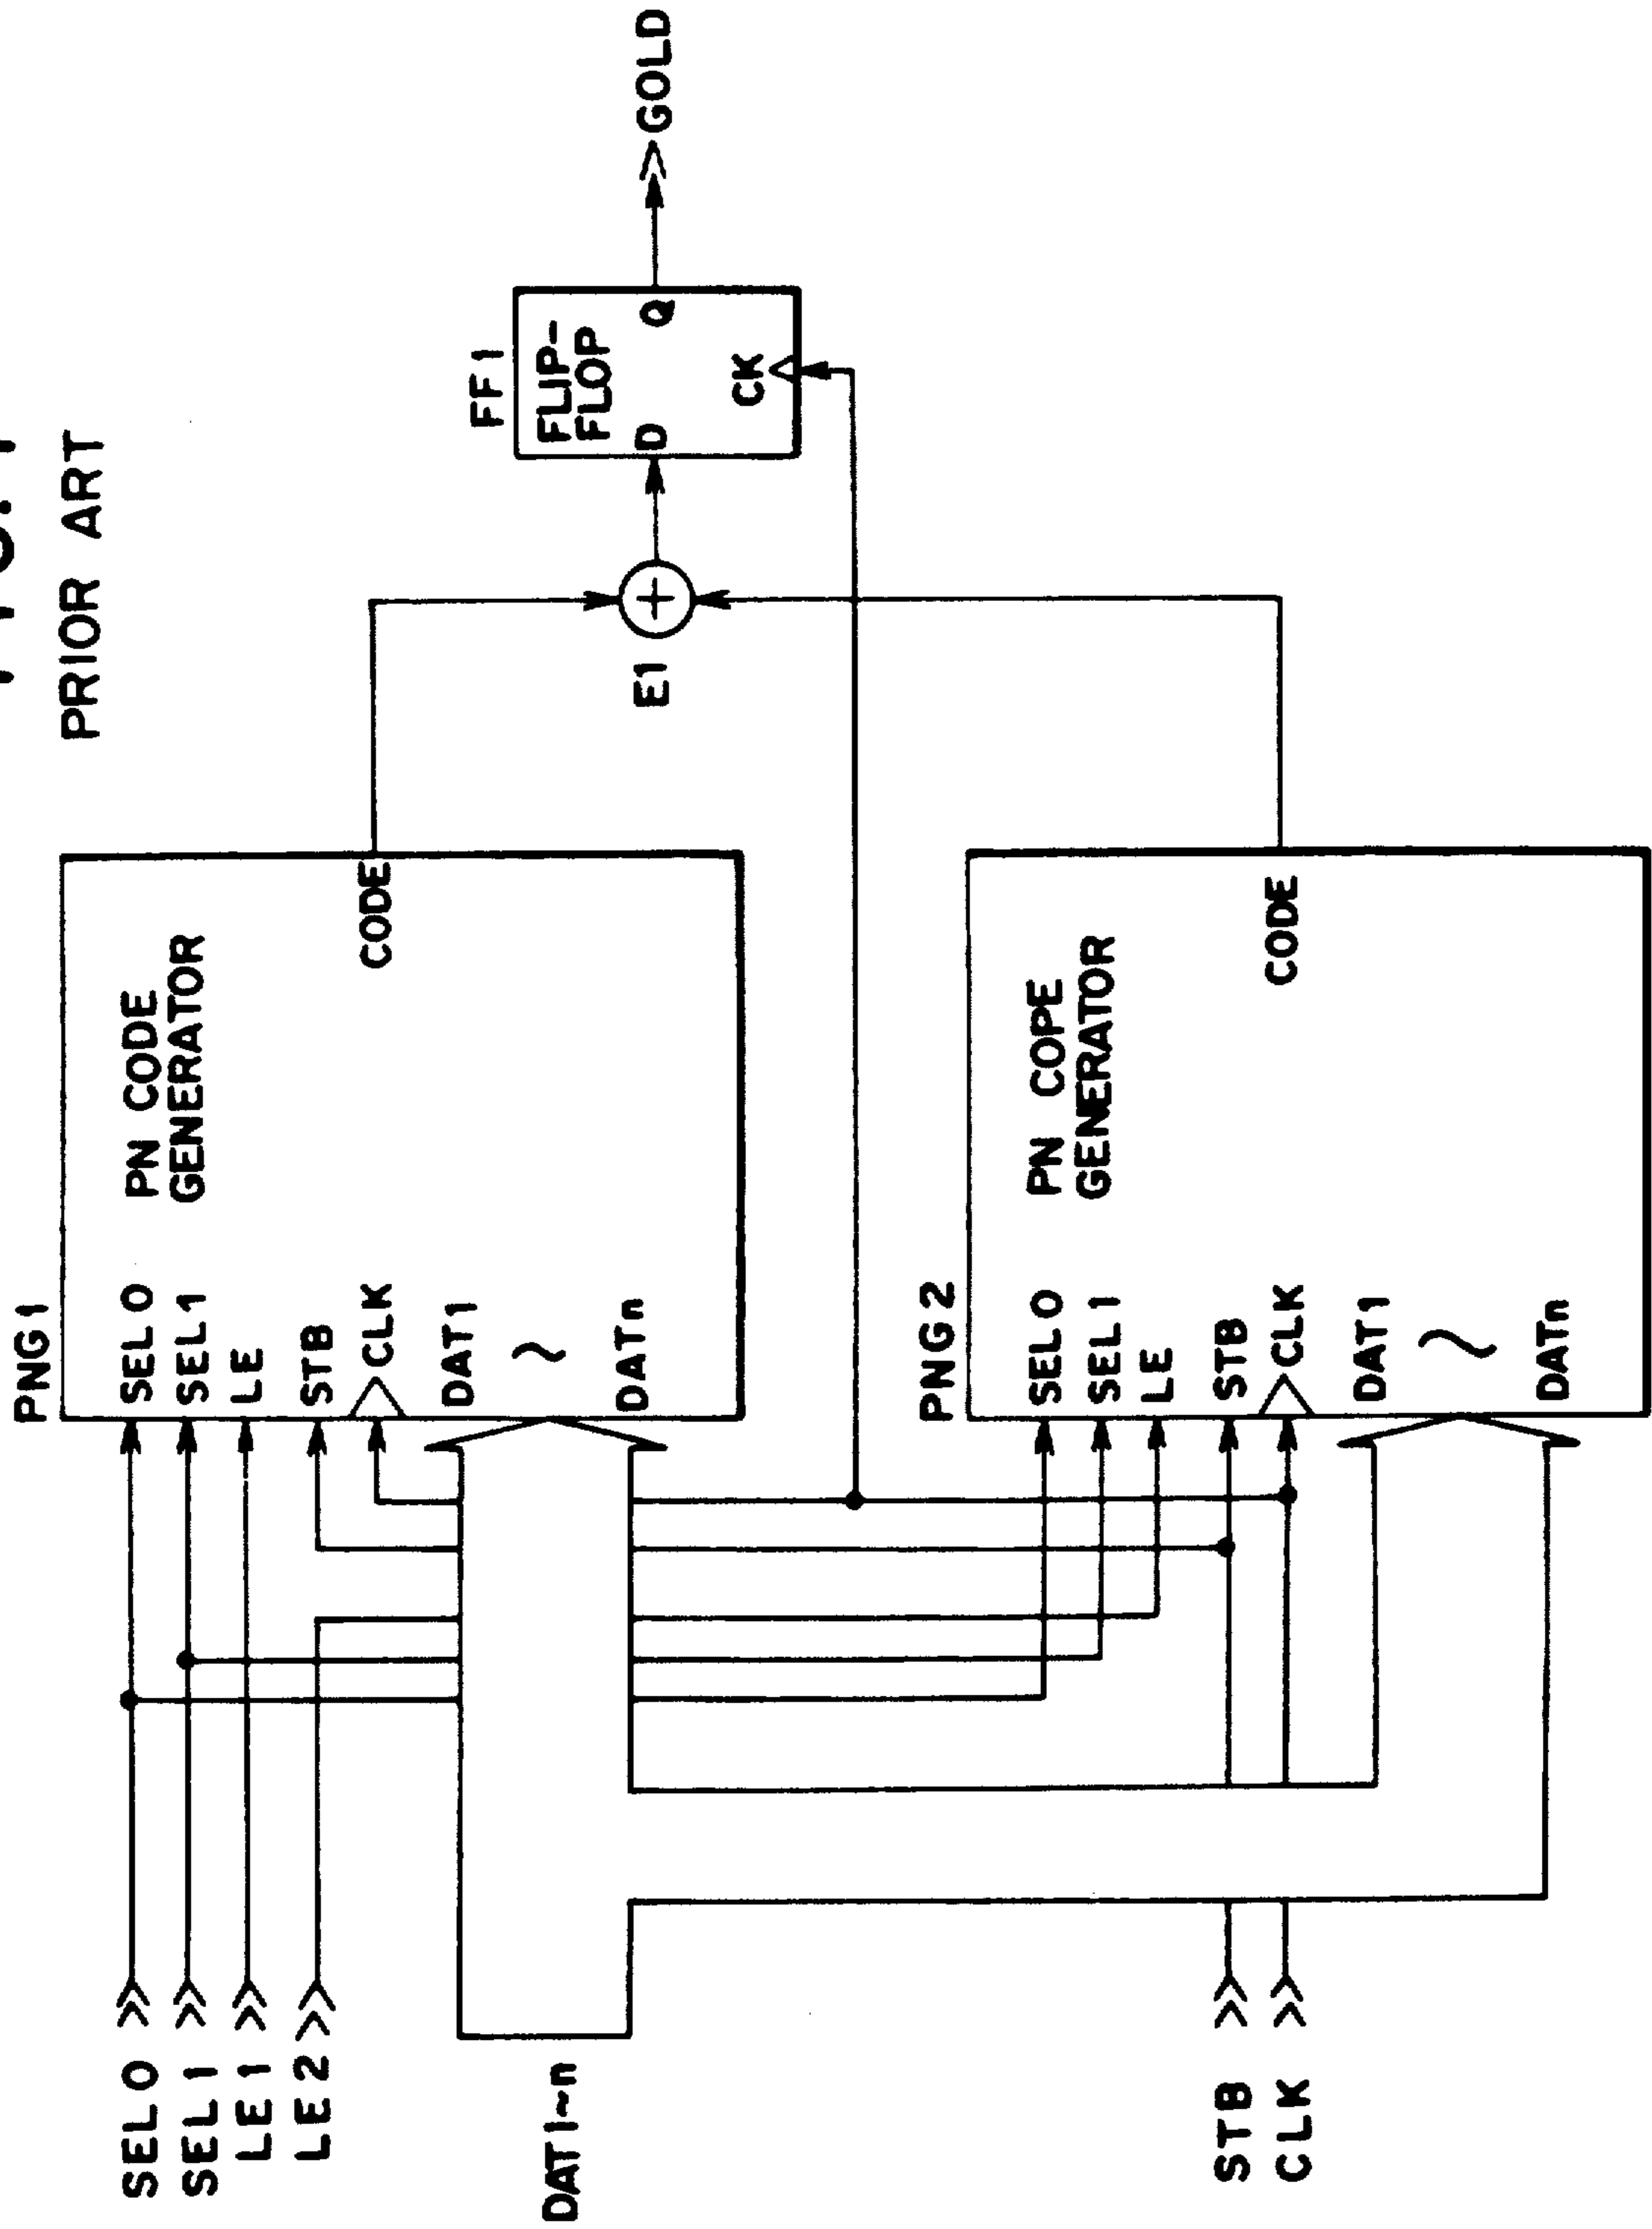 PRIOR ART
PNG1
SEL0
SEL1
LE
STB
CLK
DAT1
~
DATn
PN CODE
GENERATOR
CODE
SEL0
SEL1
LE1
LE2
DAT1~n
E1
+
FF1
FLIP-
FLOP
D
Q
CK
GOLD
PNG2
SEL0
SEL1
LE
STB
CLK
DAT1
~
DATn
PN COPE
GENERATOR
CODE
STB
CLK